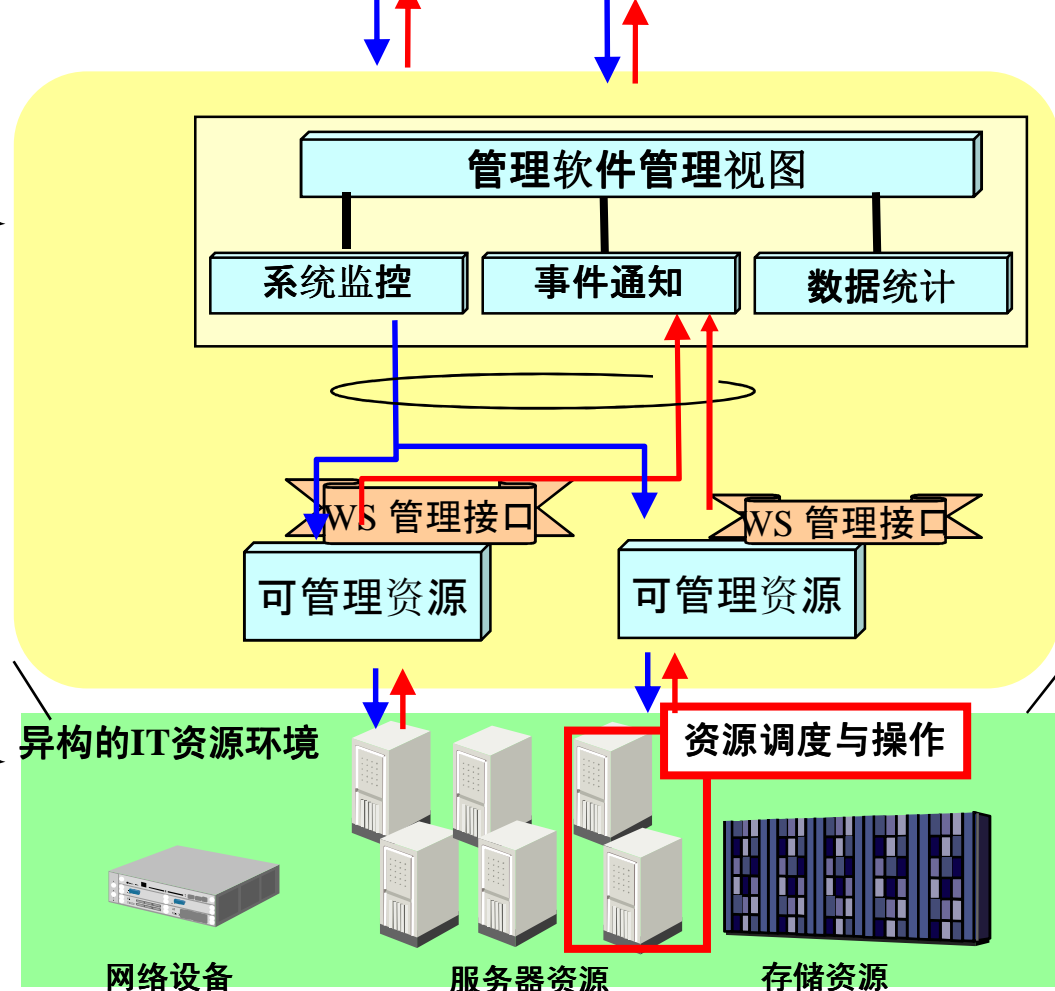 管理软件管理视图
系统监控
事件通知
数据统计
WS 管理接口
WS 管理接口
可管理资源
可管理资源
异构的IT资源环境
资源调度与操作
网络设备
服务器资源
存储资源